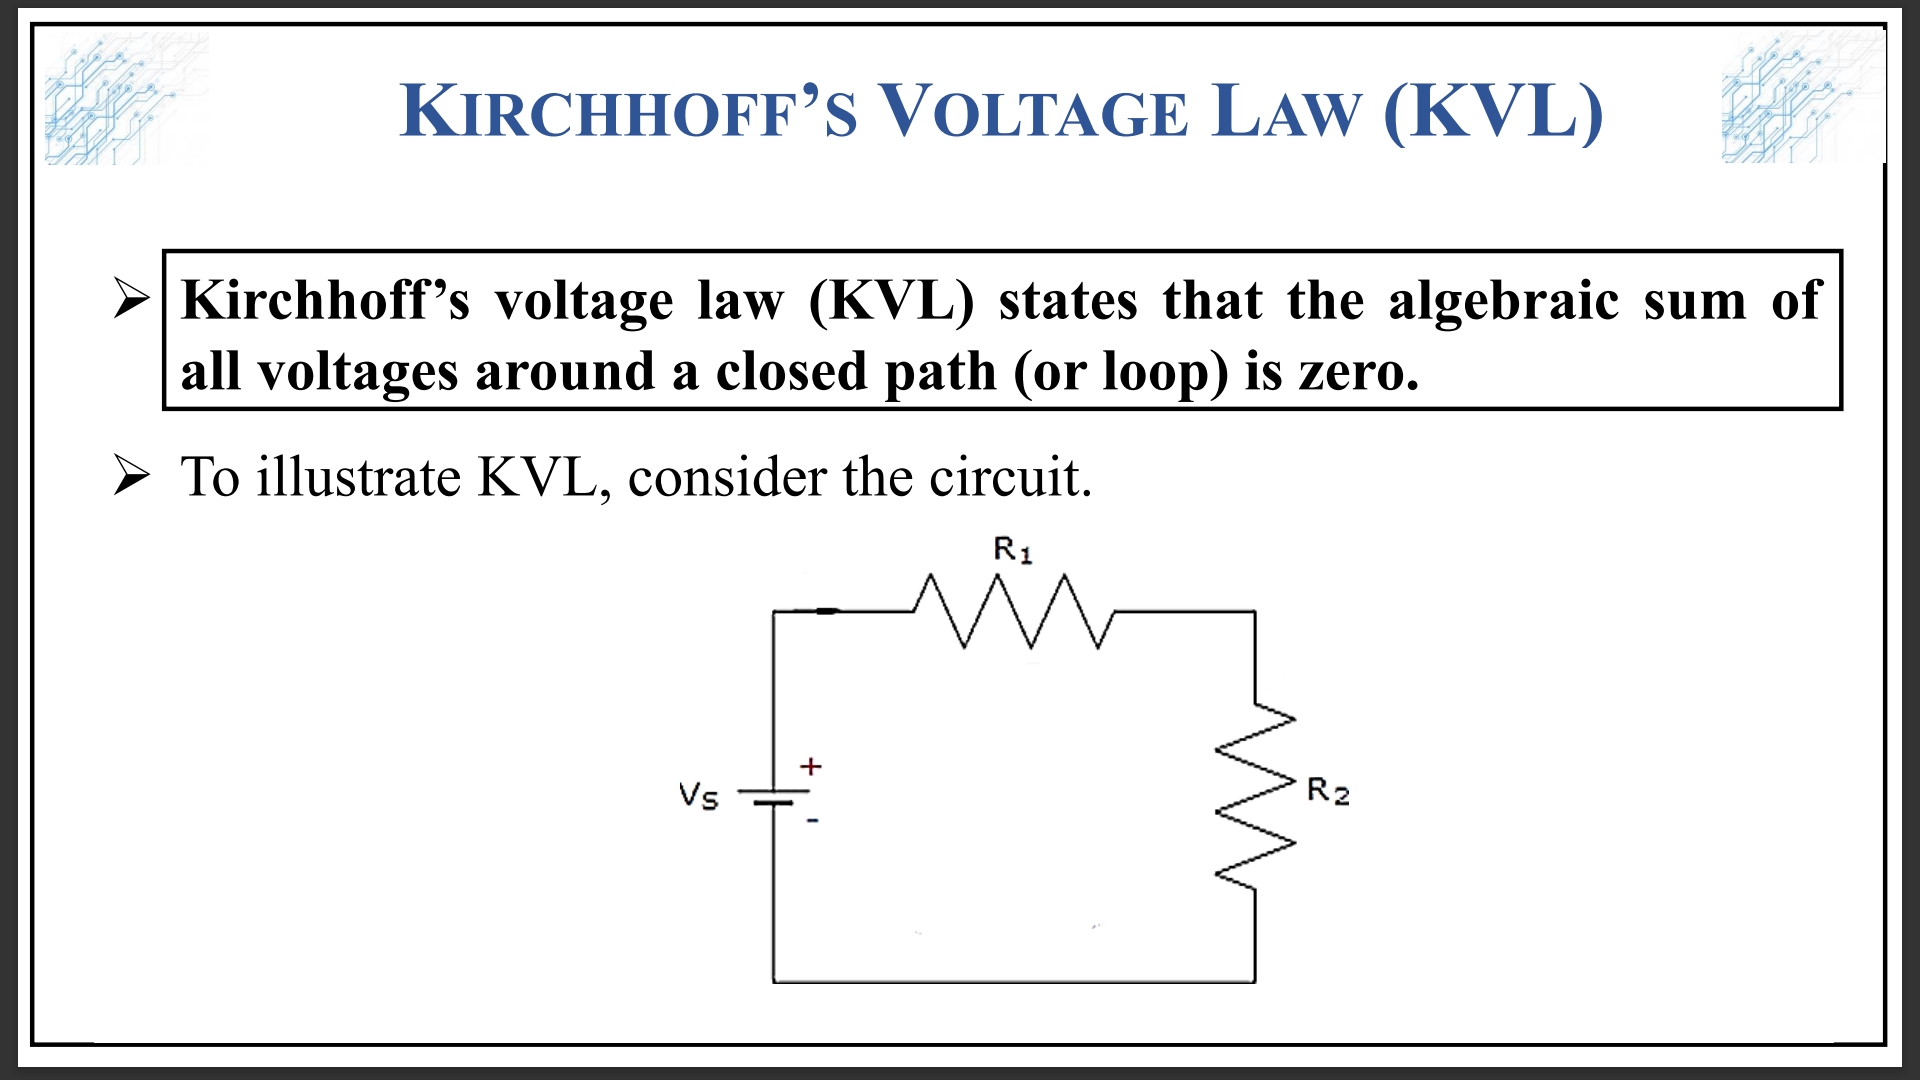 KIRCHHOFF’S VOLTAGE LAW (KVL)
➢ Kirchhoff’s voltage law (KVL) states that the algebraic sum of
all voltages around a closed path (or loop) is zero.
➢ To illustrate KVL, consider the circuit.
R1
+
VS
-
R2